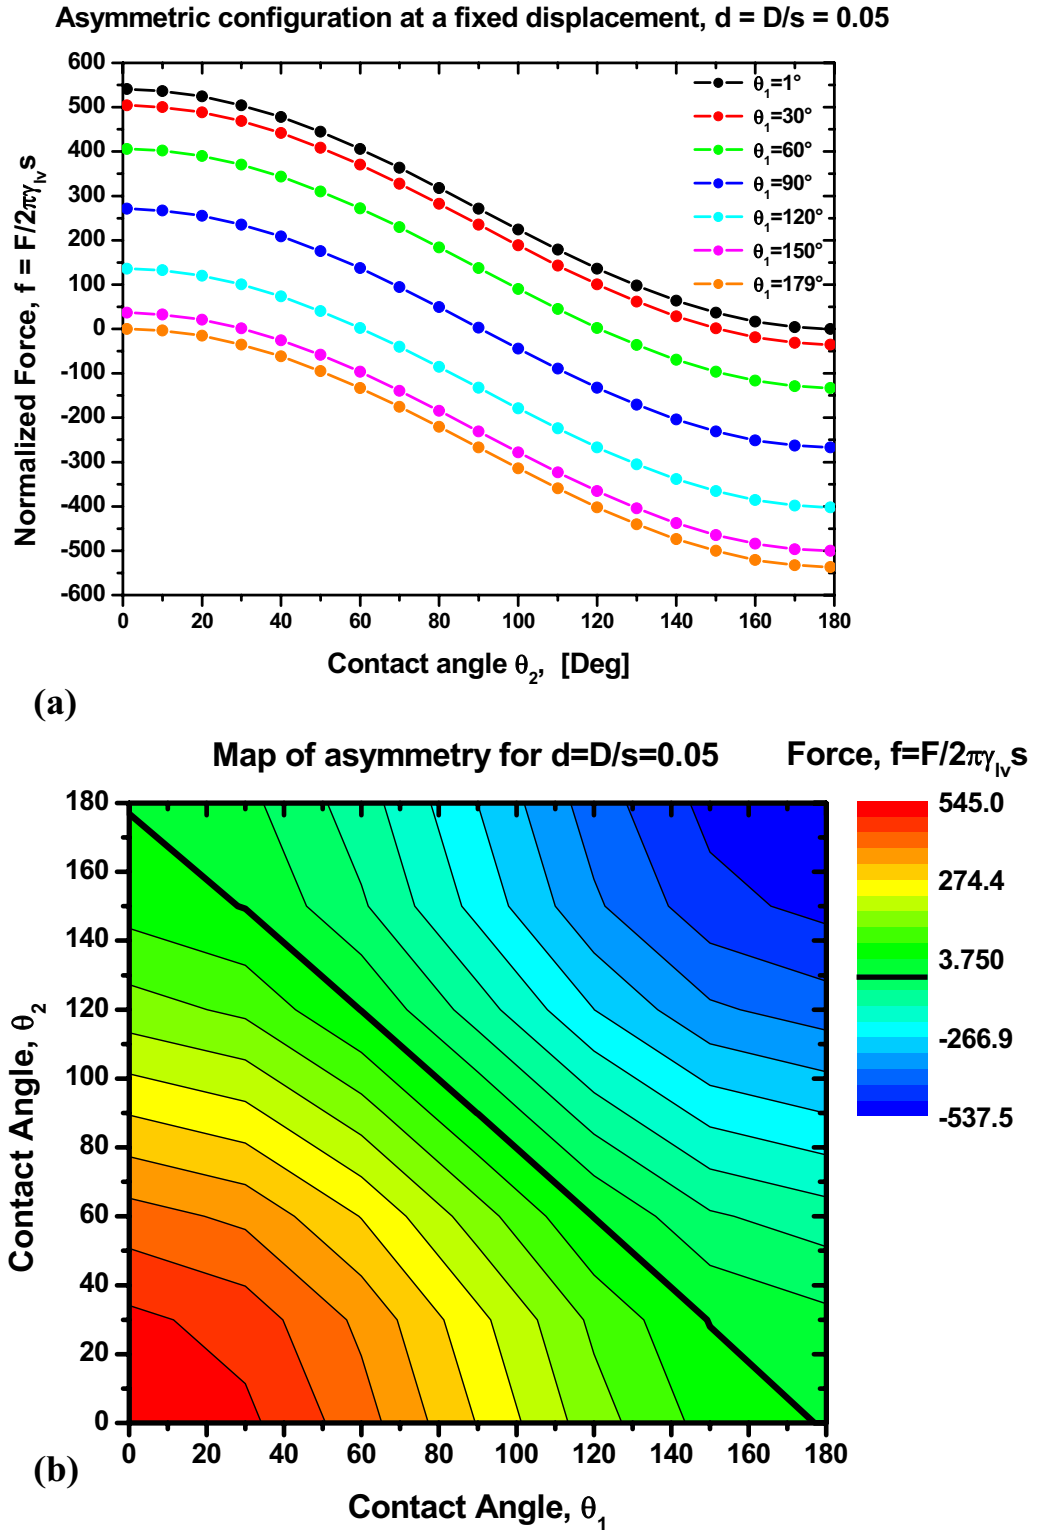 Asymmetric configuration at a fixed displacement, d = D/s = 0.05
Normalized Force, f = F/2πγlv s
600
500
400
300
200
100
0
-100
-200
-300
-400
-500
-600
θ1=1°
θ1=30°
θ1=60°
θ1=90°
θ1=120°
θ1=150°
θ1=179°
0 20 40 60 80 100 120 140 160 180
Contact angle θ2, [Deg]
(a)
Map of asymmetry for d=D/s=0.05
Force, f=F/2πγlv s
Contact Angle, θ2
180
160
140
120
100
80
60
40
20
0
545.0
274.4
3.750
-266.9
-537.5
0 20 40 60 80 100 120 140 160 180
(b)
Contact Angle, θ1